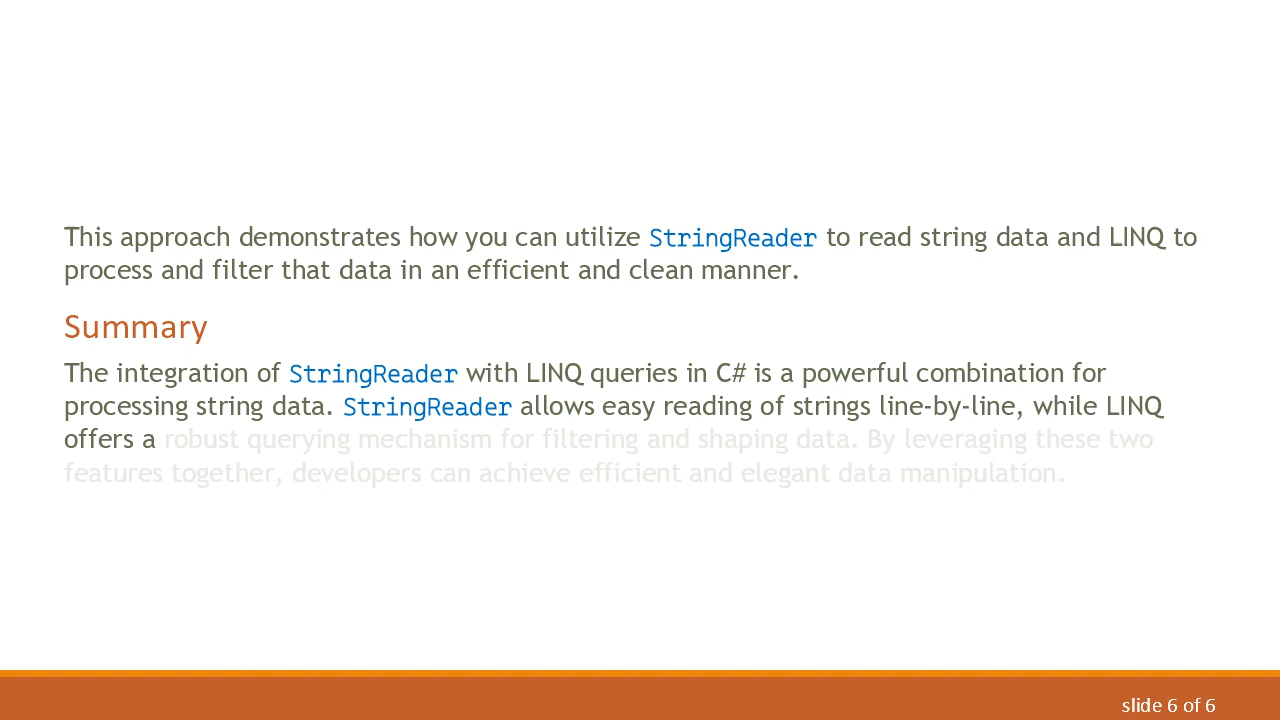 This approach demonstrates how you can utilize StringReader to read string data and LINQ to
process and filter that data in an efficient and clean manner.
Summary
The integration of StringReader with LINQ queries in C# is a powerful combination for
processing string data. StringReader allows easy reading of strings line-by-line, while LINQ
offers a robust querying mechanism for filtering and shaping data. By leveraging these two
features together, developers can achieve efficient and elegant data manipulation.
slide 6 of 6